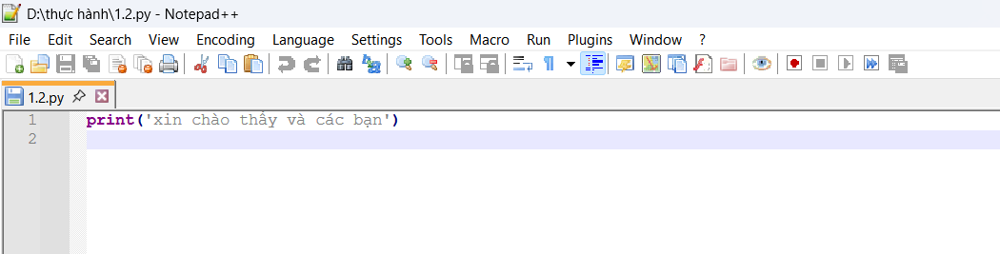 D:\thực hành\1.2.py - Notepad++
File Edit Search View Encoding Language Settings Tools Macro Run Plugins Window ?
1.2.py
1 print('xin chào thầy và các bạn')
2